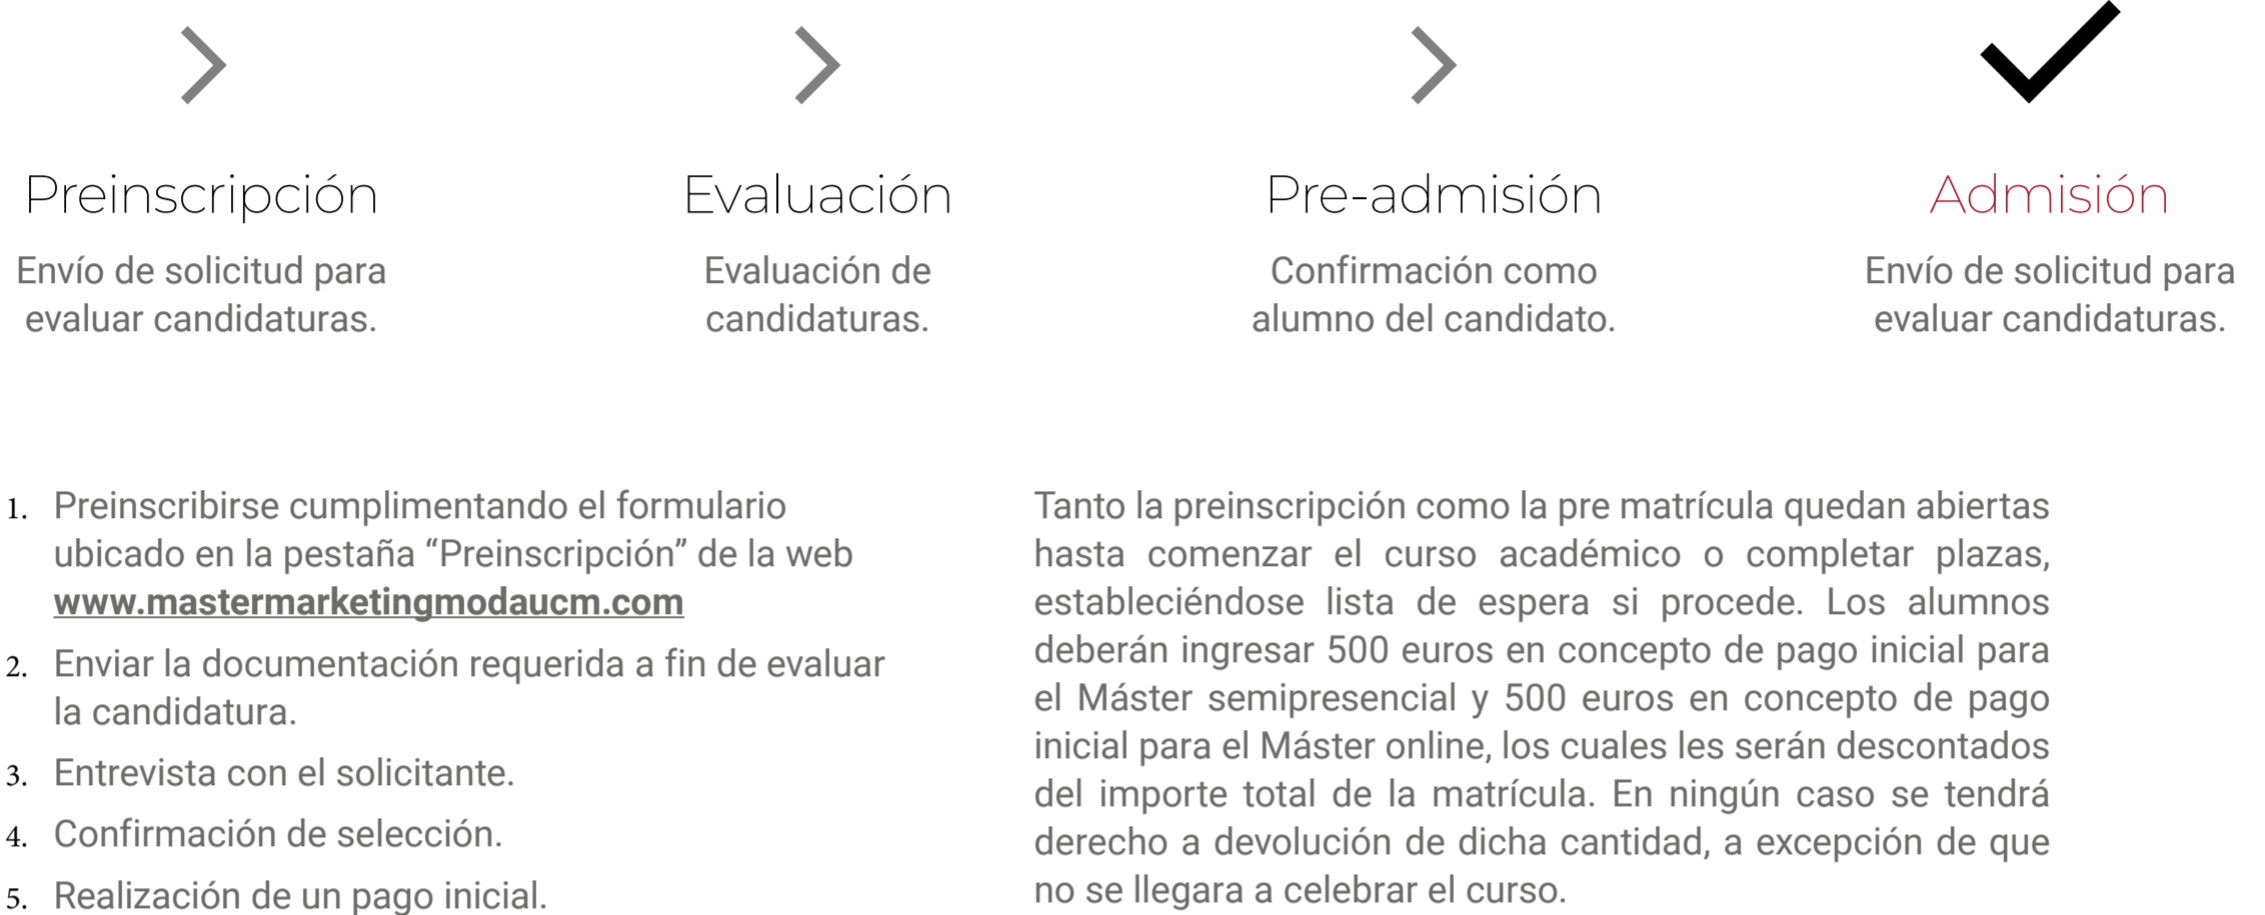 Preinscripción
Envío de solicitud para
evaluar candidaturas.
Evaluación
Evaluación de
candidaturas.
Pre-admisión
Confirmación como
alumno del candidato.
Admisión
Envío de solicitud para
evaluar candidaturas.
1. Preinscribirse cumplimentando el formulario
ubicado en la pestaña “Preinscripción” de la web
www.mastermarketingmodaucm.com
2. Enviar la documentación requerida a fin de evaluar
la candidatura.
3. Entrevista con el solicitante.
4. Confirmación de selección.
5. Realización de un pago inicial.
Tanto la preinscripción como la pre matrícula quedan abiertas
hasta comenzar el curso académico o completar plazas,
estableciéndose lista de espera si procede. Los alumnos
deberán ingresar 500 euros en concepto de pago inicial para
el Máster semipresencial y 500 euros en concepto de pago
inicial para el Máster online, los cuales les serán descontados
del importe total de la matrícula. En ningún caso se tendrá
derecho a devolución de dicha cantidad, a excepción de que
no se llegara a celebrar el curso.